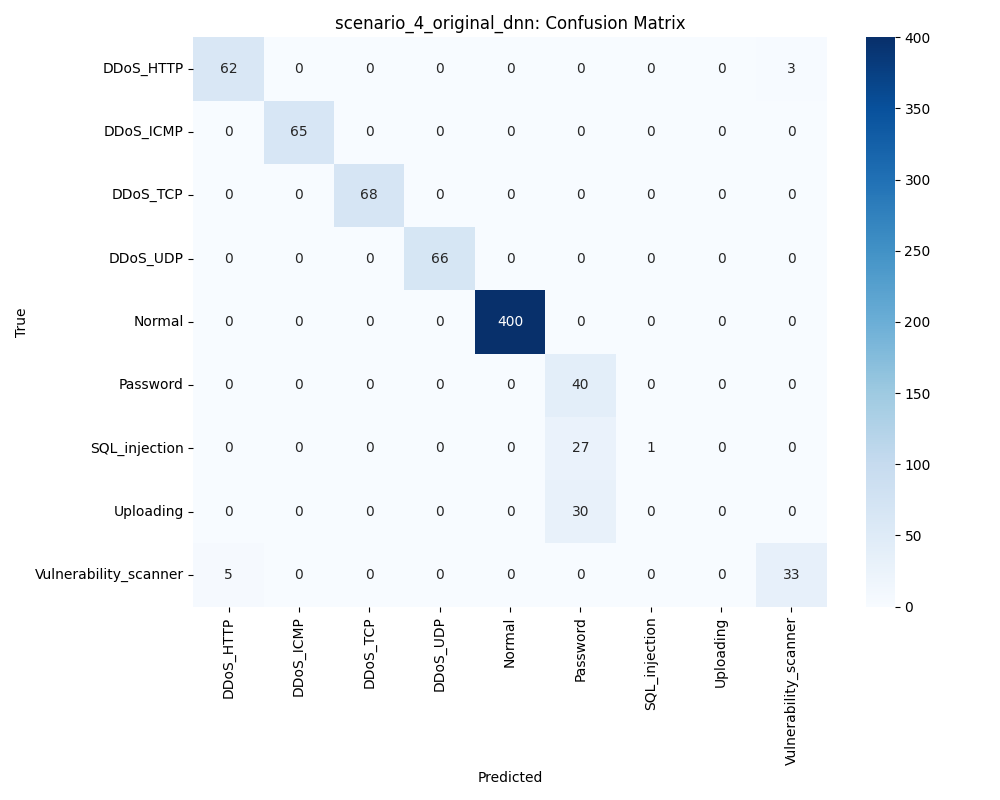 scenario_4_original_dnn: Confusion Matrix
True
DDoS_HTTP 62 0 0 0 0 0 0 0 3
DDoS_ICMP 0 65 0 0 0 0 0 0 0
DDoS_TCP 0 0 68 0 0 0 0 0 0
DDoS_UDP 0 0 0 66 0 0 0 0 0
Normal 0 0 0 0 400 0 0 0 0
Password 0 0 0 0 0 40 0 0 0
SQL_injection 0 0 0 0 0 27 1 0 0
Uploading 0 0 0 0 0 30 0 0 0
Vulnerability_scanner 5 0 0 0 0 0 0 0 33
DDoS_HTTP
DDoS_ICMP
DDoS_TCP
DDoS_UDP
Normal
Password
SQL_injection
Uploading
Vulnerability_scanner
Predicted
400
350
300
250
200
150
100
50
0